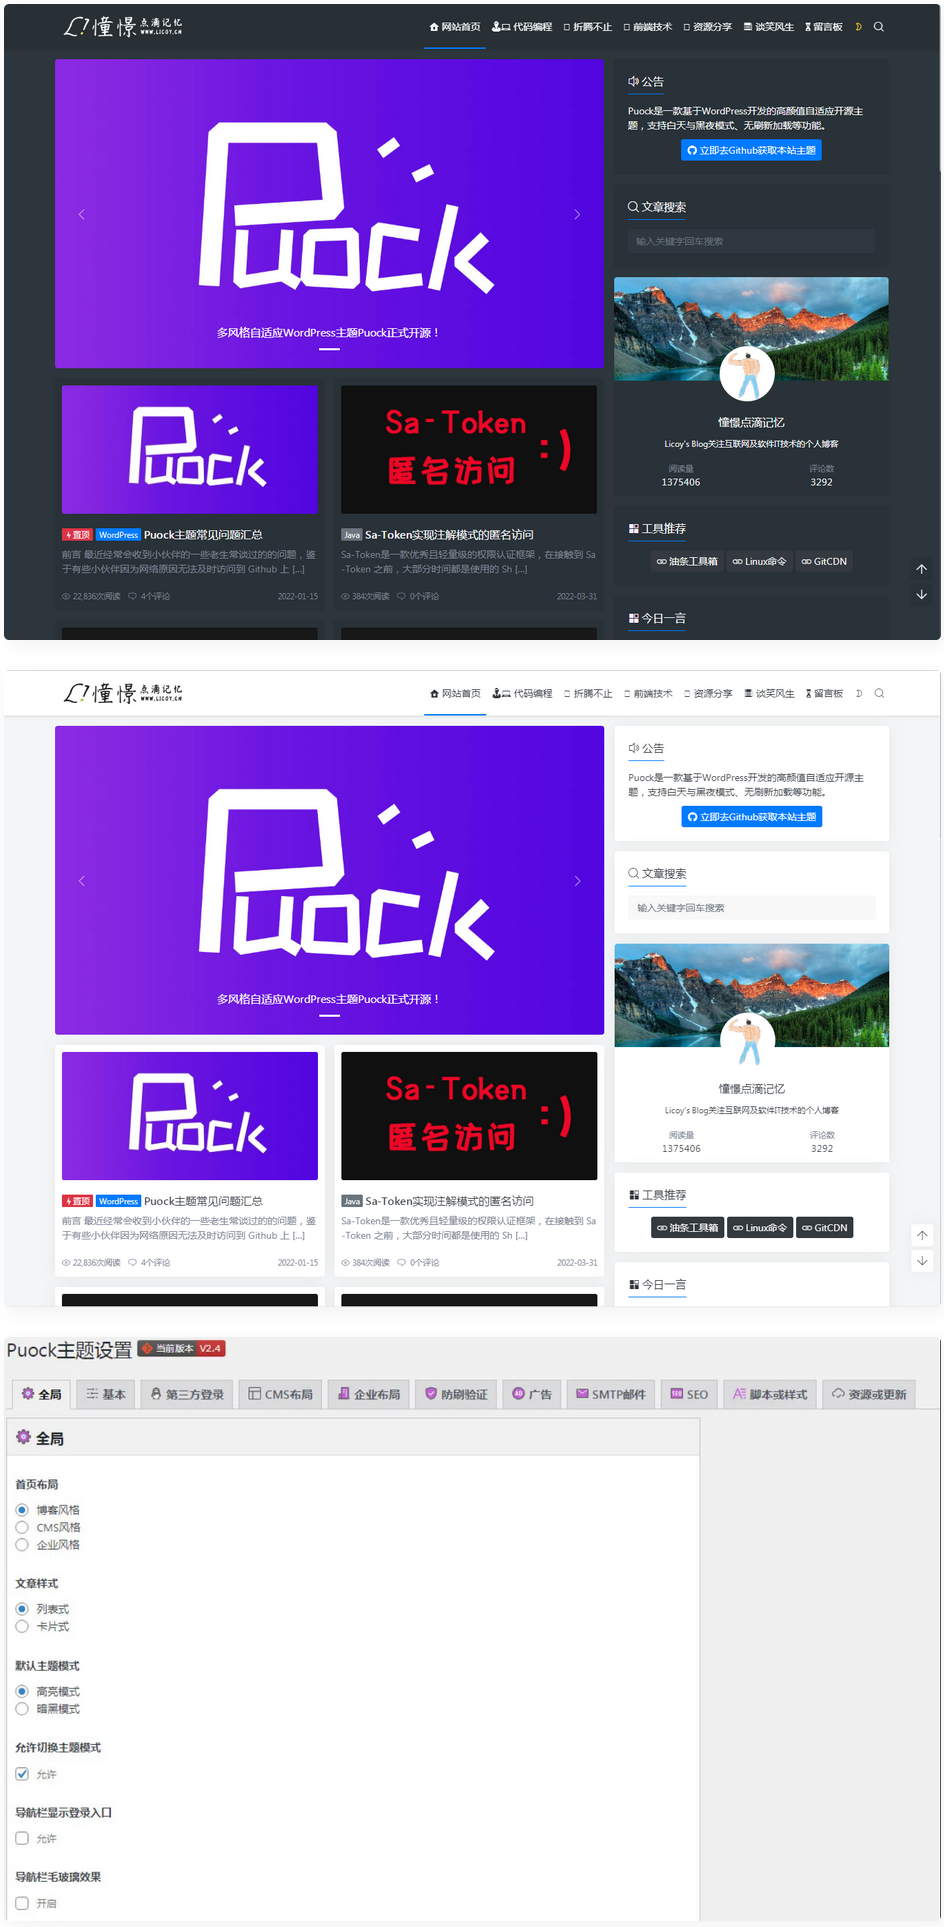 憧憬 点滴记忆
WWW.LICOY.CN
网站首页 代码编程 折腾不止 前端技术 资源分享 谈笑风生 留言板
Puock
多风格自适应WordPress主题Puock正式开源！
公告
Puock是一款基于WordPress开发的高颜值自适应开源主
题，支持白天与黑夜模式、无刷新加载等功能。
立即去Github获取本站主题
文章搜索
输入关键字回车搜索
憧憬点滴记忆
Licoy's Blog关注互联网及软件IT技术的个人博客
阅读量 评论数
1375406 3292
工具推荐
油条工具箱 Linux命令 GitCDN
今日一言
Puock
置顶 WordPress Puock主题常见问题汇总
前言 最近经常会收到小伙伴的一些老生常谈过的的问题，鉴
于有些小伙伴因为网络原因无法及时访问到 Github 上 [...]
22,836次阅读 4个评论 2022-01-15
Sa-Token
匿名访问 :)
Java Sa-Token实现注解模式的匿名访问
Sa-Token是一款优秀且轻量级的权限认证框架，在接触到 Sa
-Token 之前，大部分时间都是使用的 Sh [...]
384次阅读 0个评论 2022-03-31
憧憬 点滴记忆
WWW.LICOY.CN
网站首页 代码编程 折腾不止 前端技术 资源分享 谈笑风生 留言板
Puock
多风格自适应WordPress主题Puock正式开源！
公告
Puock是一款基于WordPress开发的高颜值自适应开源主
题，支持白天与黑夜模式、无刷新加载等功能。
立即去Github获取本站主题
文章搜索
输入关键字回车搜索
憧憬点滴记忆
Licoy's Blog关注互联网及软件IT技术的个人博客
阅读量 评论数
1375406 3292
工具推荐
油条工具箱 Linux命令 GitCDN
今日一言
Puock
置顶 WordPress Puock主题常见问题汇总
前言 最近经常会收到小伙伴的一些老生常谈过的的问题，鉴
于有些小伙伴因为网络原因无法及时访问到 Github 上 [...]
22,836次阅读 4个评论 2022-01-15
Sa-Token
匿名访问 :)
Java Sa-Token实现注解模式的匿名访问
Sa-Token是一款优秀且轻量级的权限认证框架，在接触到 Sa
-Token 之前，大部分时间都是使用的 Sh [...]
384次阅读 0个评论 2022-03-31
Puock主题设置 当前版本 V2.4
全局 基本 第三方登录 CMS布局 企业布局 防刷验证 广告 SMTP邮件 SEO 脚本或样式 资源或更新
全局
首页布局
博客风格
CMS风格
企业风格
文章样式
列表式
卡片式
默认主题模式
高亮模式
暗黑模式
允许切换主题模式
允许
导航栏显示登录入口
允许
导航栏毛玻璃效果
开启